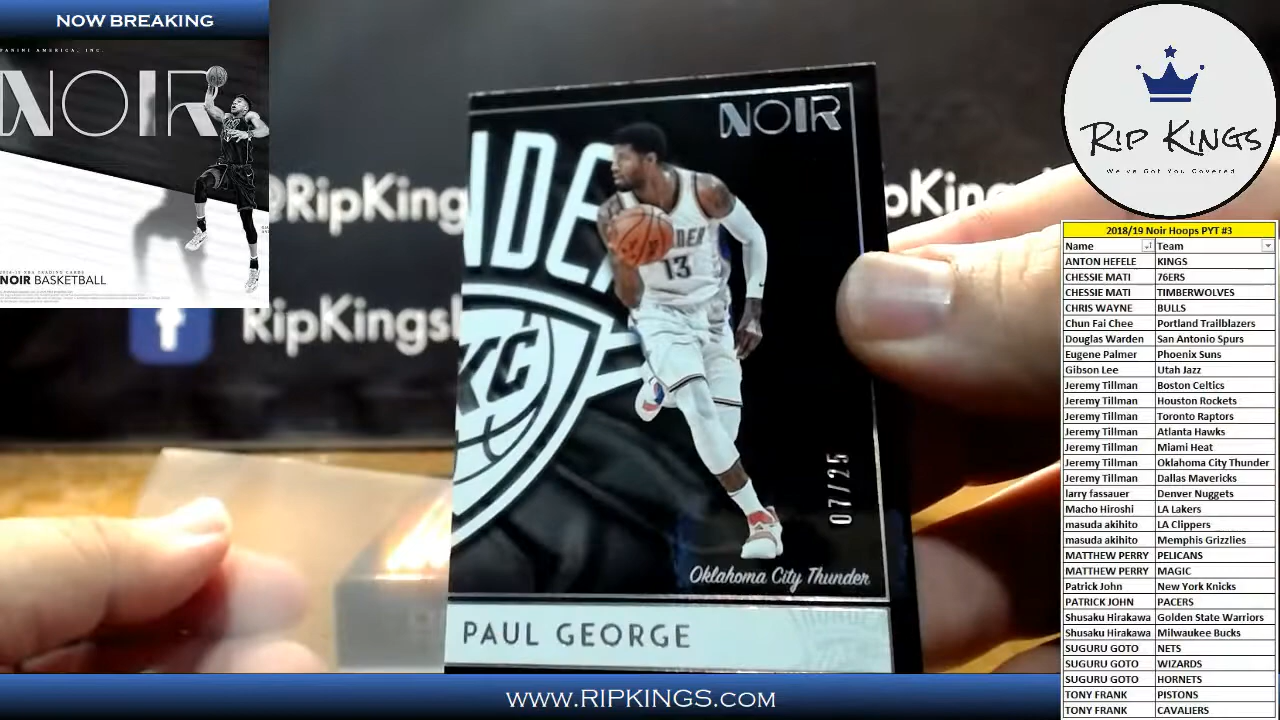 NOW BREAKING
PANINI AMERICA, INC.
NOIR
2018-19 NBA TRADING CARDS
NOIR BASKETBALL
@RipKings
RipKings
NOIR
13
07/25
Oklahoma City Thunder
PAUL GEORGE
WWW.RIPKINGS.COM
Rip Kings
We've Got You Covered
2018/19 Noir Hoops PYT #3
Name Team
ANTON HEFELE KINGS
CHESSIE MATI 76ERS
CHESSIE MATI TIMBERWOLVES
CHRIS WAYNE BULLS
Chun Fai Chee Portland Trailblazers
Douglas Warden San Antonio Spurs
Eugene Palmer Phoenix Suns
Gibson Lee Utah Jazz
Jeremy Tillman Boston Celtics
Jeremy Tillman Houston Rockets
Jeremy Tillman Toronto Raptors
Jeremy Tillman Atlanta Hawks
Jeremy Tillman Miami Heat
Jeremy Tillman Oklahoma City Thunder
Jeremy Tillman Dallas Mavericks
larry fassauer Denver Nuggets
Macho Hiroshi LA Lakers
masuda akihito LA Clippers
masuda akihito Memphis Grizzlies
MATTHEW PERRY PELICANS
MATTHEW PERRY MAGIC
Patrick John New York Knicks
PATRICK JOHN PACERS
Shusaku Hirakawa Golden State Warriors
Shusaku Hirakawa Milwaukee Bucks
SUGURU GOTO NETS
SUGURU GOTO WIZARDS
SUGURU GOTO HORNETS
TONY FRANK PISTONS
TONY FRANK CAVALIERS